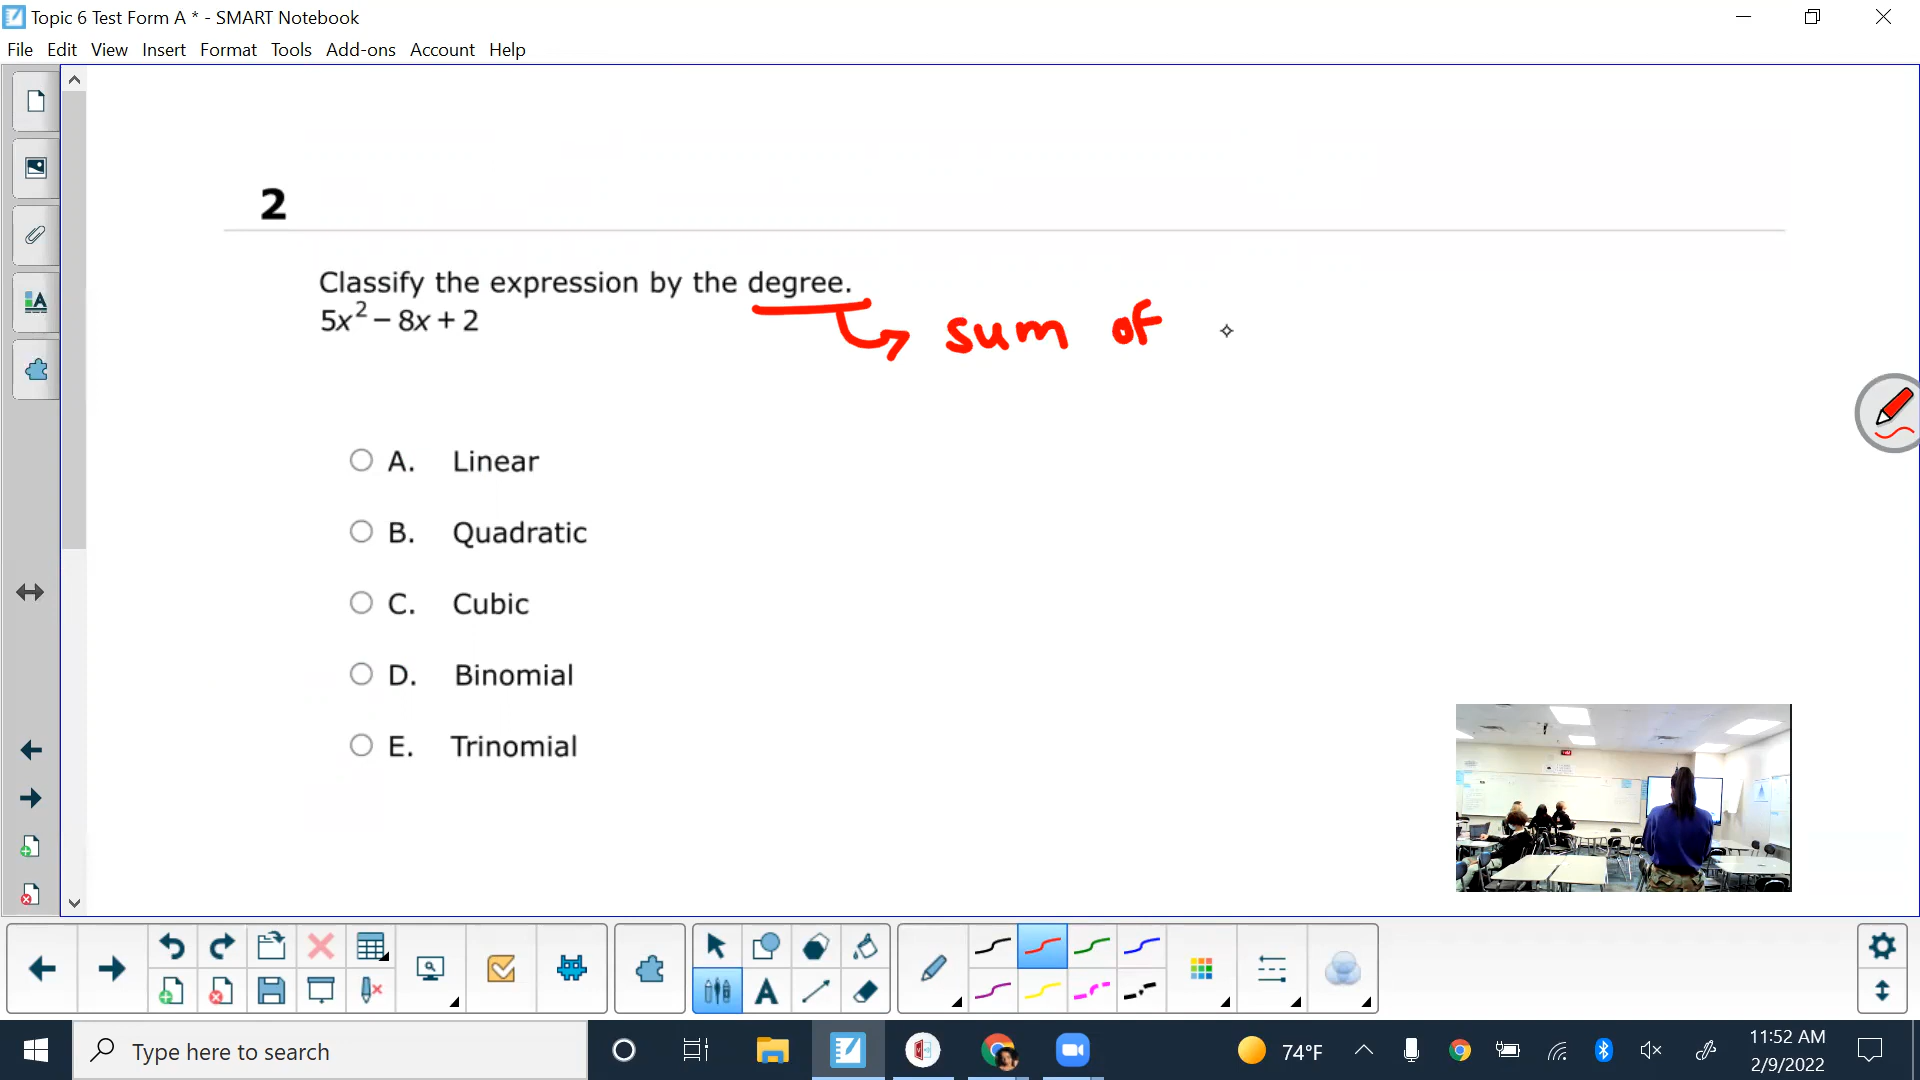 Topic 6 Test Form A * - SMART Notebook
File Edit View Insert Format Tools Add-ons Account Help
2
Classify the expression by the degree.
5x² – 8x + 2
sum of
A. Linear
B. Quadratic
C. Cubic
D. Binomial
E. Trinomial
Type here to search
74°F
11:52 AM
2/9/2022